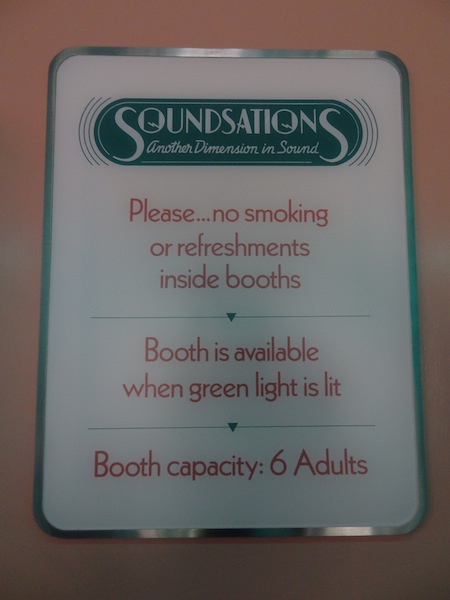 SOUNDSATIONS
Another Dimension in Sound
Please...no smoking
or refreshments
inside booths
Booth is available
when green light is lit
Booth capacity: 6 Adults